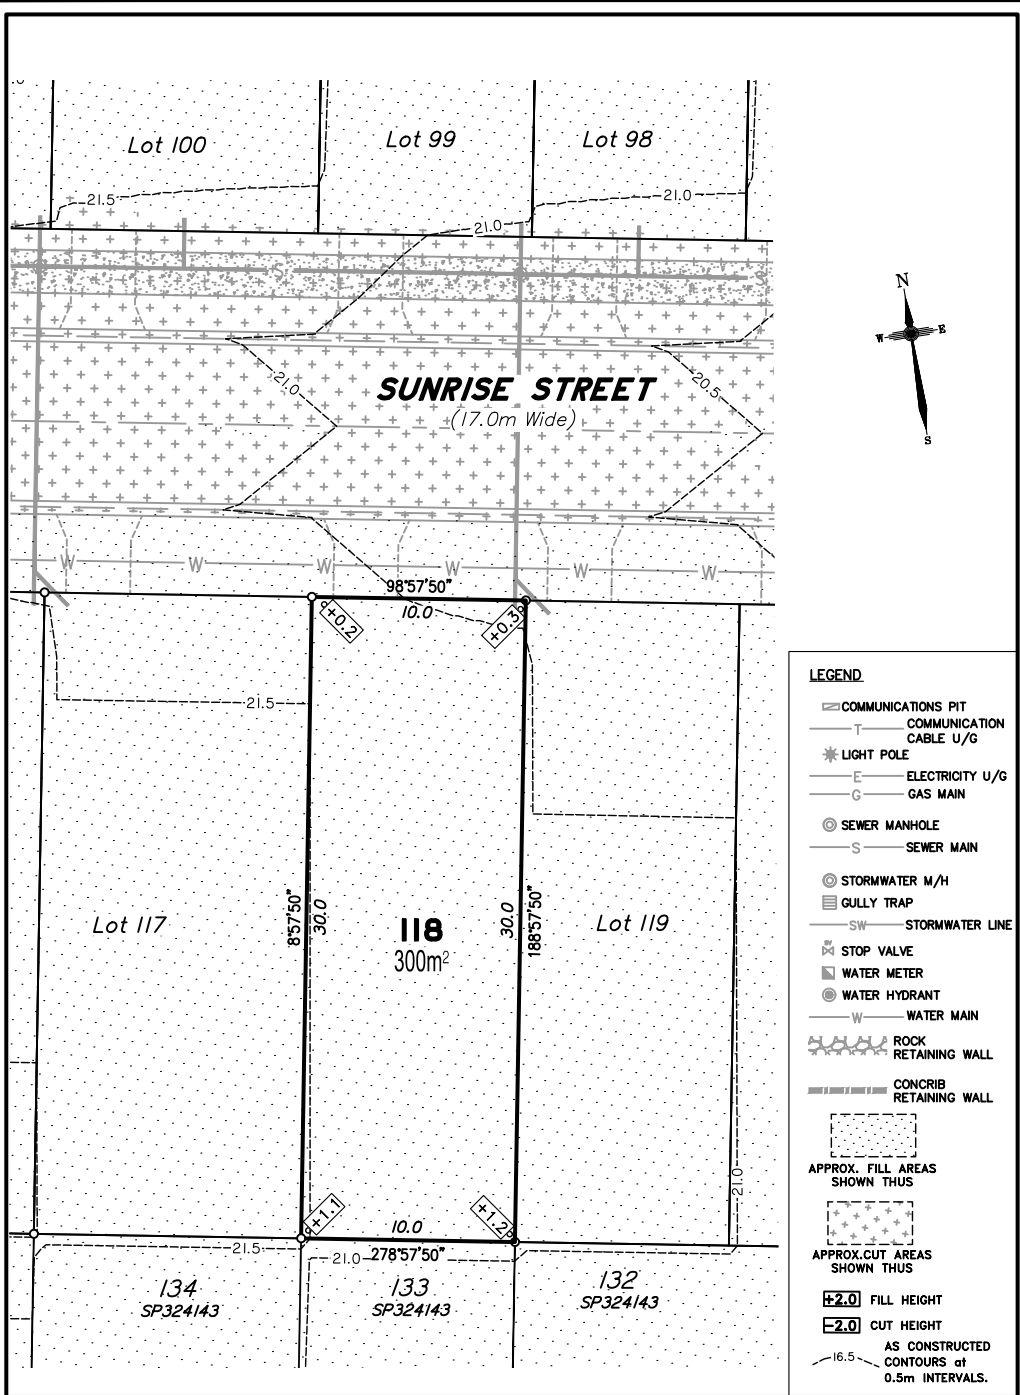 Lot 100
Lot 99
Lot 98
21.5
21.0
21.0
S
N
W
E
S
21.0
SUNRISE STREET
(17.0m Wide)
20.5
W W W W W W
98°57'50"
10.0
+0.2
+0.3
21.5
8°57'50"
30.0
30.0
188°57'50"
Lot 117
118
300m²
Lot 119
21.0
+1.1
+1.2
10.0
278°57'50"
21.5
21.0
134
SP324143
133
SP324143
132
SP324143
LEGEND
COMMUNICATIONS PIT
T COMMUNICATION
CABLE U/G
LIGHT POLE
E ELECTRICITY U/G
G GAS MAIN
SEWER MANHOLE
S SEWER MAIN
STORMWATER M/H
GULLY TRAP
SW STORMWATER LINE
SV
STOP VALVE
WATER METER
WATER HYDRANT
W WATER MAIN
ROCK
RETAINING WALL
CONCRIB
RETAINING WALL
APPROX. FILL AREAS
SHOWN THUS
APPROX.CUT AREAS
SHOWN THUS
+2.0 FILL HEIGHT
-2.0 CUT HEIGHT
16.5
AS CONSTRUCTED
CONTOURS at
0.5m INTERVALS.